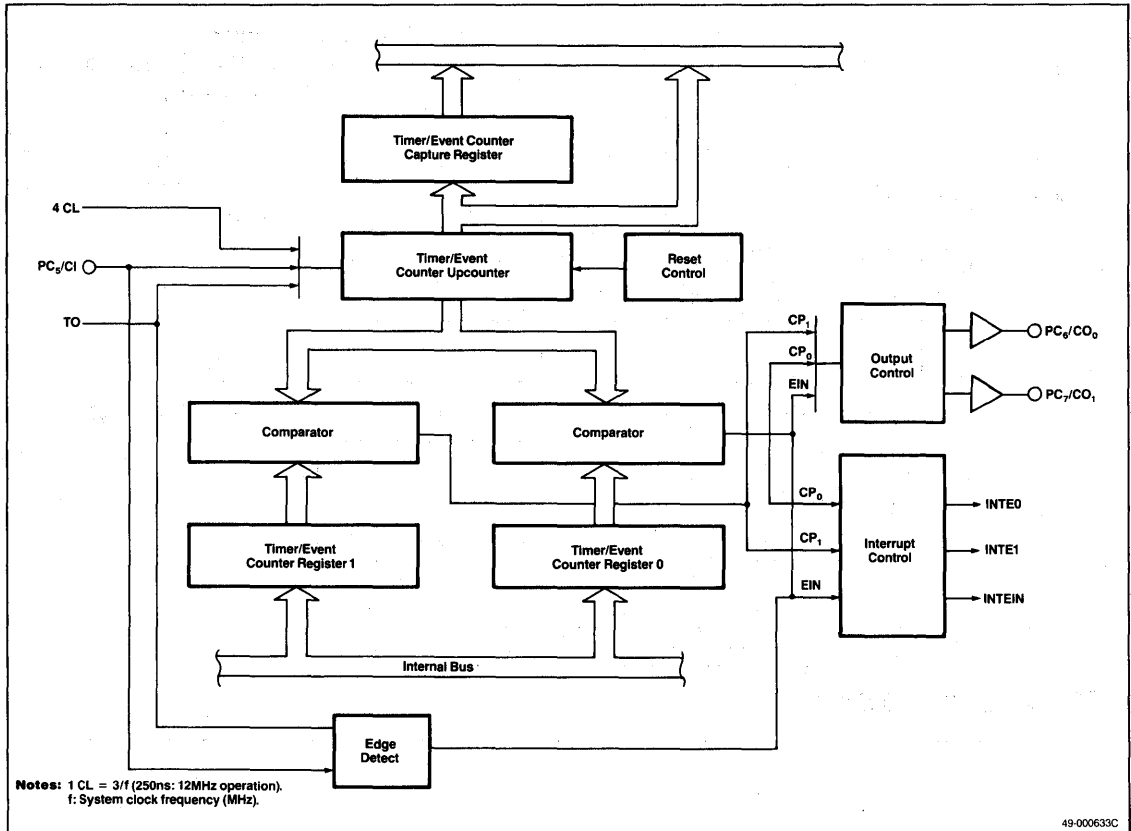 Timer/Event Counter
Capture Register
4 CL
PC₅/CI
TO
Timer/Event
Counter Upcounter
Reset
Control
CP₁
CP₀
EIN
Output
Control
PC₆/CO₀
PC₇/CO₁
Comparator
Comparator
CP₀
CP₁
EIN
Interrupt
Control
INTE0
INTE1
INTEIN
Timer/Event
Counter Register 1
Timer/Event
Counter Register 0
Internal Bus
Edge
Detect
Notes: 1 CL = 3/f (250ns: 12MHz operation).
f: System clock frequency (MHz).
49-000633C